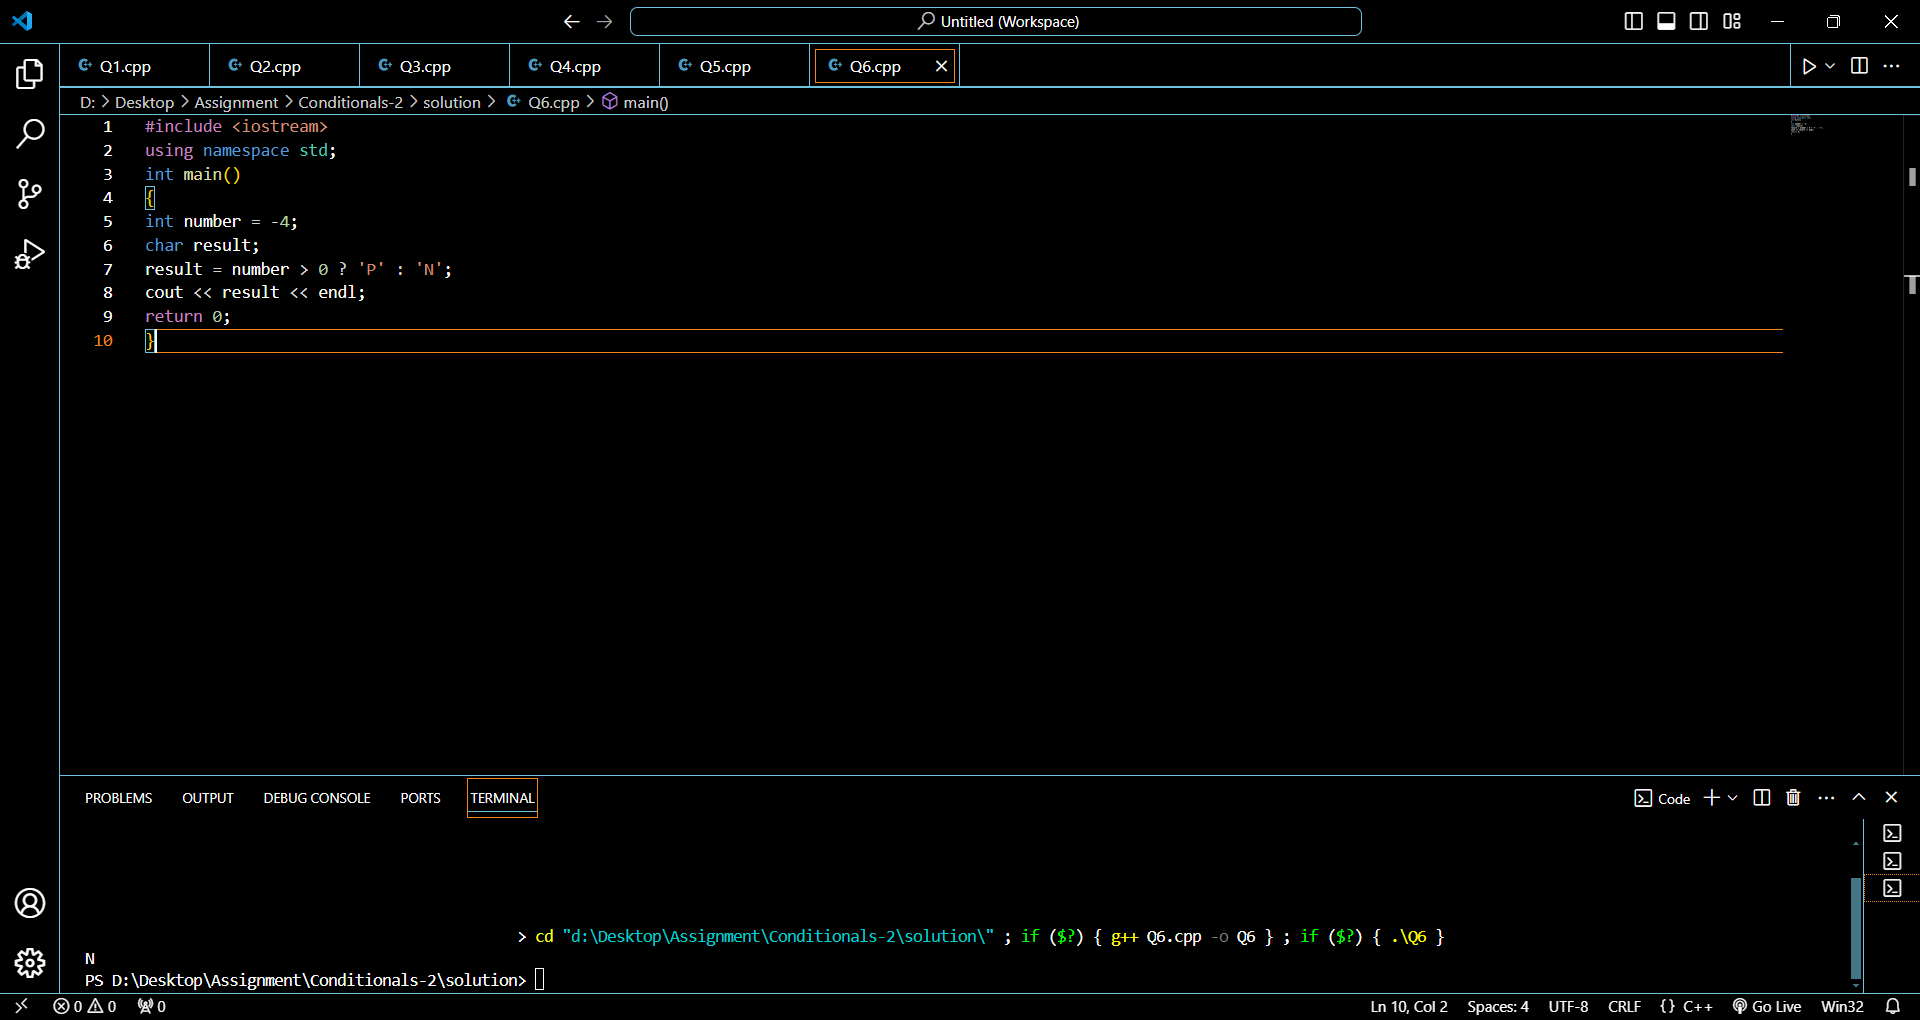 Untitled (Workspace)
Q1.cpp Q2.cpp Q3.cpp Q4.cpp Q5.cpp Q6.cpp
D: > Desktop > Assignment > Conditionals-2 > solution > Q6.cpp > main()
1 #include <iostream>
2 using namespace std;
3 int main()
4 {
5 int number = -4;
6 char result;
7 result = number > 0 ? 'P' : 'N';
8 cout << result << endl;
9 return 0;
10 }
PROBLEMS OUTPUT DEBUG CONSOLE PORTS TERMINAL
Code
> cd "d:\Desktop\Assignment\Conditionals-2\solution\" ; if ($?) { g++ Q6.cpp -o Q6 } ; if ($?) { .\Q6 }
N
PS D:\Desktop\Assignment\Conditionals-2\solution>
0 0 0 Ln 10, Col 2 Spaces: 4 UTF-8 CRLF {} C++ Go Live Win32